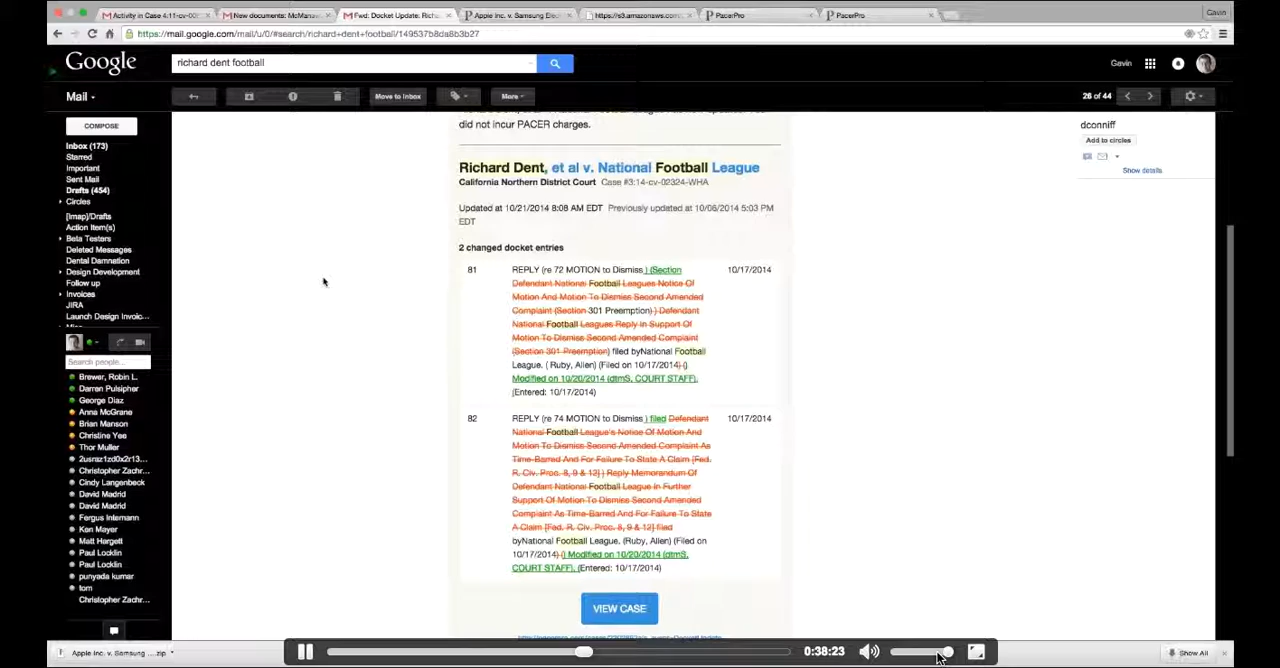 Activity in Case 4:11-cv-00
New documents: McManav
Fwd: Docket Update: Richa
Apple Inc. v. Samsung Ele
https://s3.amazonaws.com
PacerPro
PacerPro
Gavin
https://mail.google.com/mail/u/0/#search/richard+dent+football/149537b8da8b3b27
Google
richard dent football
Gavin
Mail
Move to Inbox
More
26 of 44
COMPOSE
Inbox (173)
Starred
Important
Sent Mail
Drafts (454)
Circles
[Imap]/Drafts
Action Item(s)
Beta Testers
Deleted Messages
Dental Damnation
Design Development
Follow up
Invoices
JIRA
Launch Design Invoic...
Search people...
Brewer, Robin L.
Darren Pulsipher
George Diaz
Anna McGrane
Brian Manson
Christine Yee
Thor Muller
2usraz1zd0x2r13...
Christopher Zachr...
Cindy Langenbeck
David Madrid
David Madrid
Fergus Intemann
Ken Mayer
Matt Hargett
Paul Locklin
Paul Locklin
punyada kumar
tom
Christopher Zachr...
did not incur PACER charges.
Richard Dent, et al v. National Football League
California Northern District Court Case #3:14-cv-02324-WHA
Updated at 10/21/2014 8:08 AM EDT Previously updated at 10/06/2014 5:03 PM
EDT
2 changed docket entries
81 REPLY (re 72 MOTION to Dismiss ) (Section 10/17/2014
Defendant National Football Leagues Notice Of
Motion And Motion To Dismiss Second Amended
Complaint (Section 301 Preemption) ) Defendant
National Football Leagues Reply In Support Of
Motion To Dismiss Second Amended Complaint
(Section 301 Preemption) filed byNational Football
League. ( Ruby, Allen) (Filed on 10/17/2014) ()
Modified on 10/20/2014 (dtmS, COURT STAFF).
(Entered: 10/17/2014)
82 REPLY (re 74 MOTION to Dismiss ) filed Defendant 10/17/2014
National Football League's Notice Of Motion And
Motion To Dismiss Second Amended Complaint As
Time-Barred And For Failure To State A Claim [Fed.
R. Civ. Proc. 8, 9 & 12] ) Reply Memorandum Of
Defendant National Football League In Further
Support Of Motion To Dismiss Second Amended
Complaint As Time-Barred And For Failure To State
A Claim [Fed. R. Civ. Proc. 8, 9 & 12] filed
byNational Football League. (Ruby, Allen) (Filed on
10/17/2014) () Modified on 10/20/2014 (dtmS,
COURT STAFF). (Entered: 10/17/2014)
VIEW CASE
dconniff
Add to circles
Show details
Apple Inc. v. Samsung ....zip
0:38:23
Show All